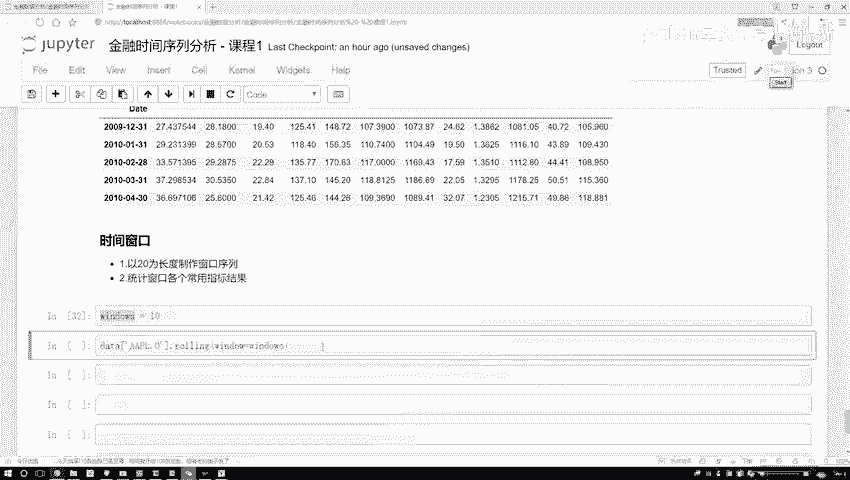 http://localhost:8888/notebooks/
jupyter 金融时间序列分析 - 课程1 Last Checkpoint: an hour ago (unsaved changes)
Logout
File Edit View Insert Cell Kernel Widgets Help
Trusted
Start
Code
Date
2009-12-31 27.437544 28.1800 19.40 125.41 148.72 107.3900 1073.87 24.62 1.3862 1081.05 40.72 105.960
2010-01-31 29.231399 28.6700 20.53 118.40 156.35 110.7400 1104.49 19.50 1.3625 1116.10 43.89 109.430
2010-02-28 33.571395 29.2875 22.29 135.77 170.63 117.0000 1169.43 17.59 1.3510 1112.80 44.41 108.950
2010-03-31 37.298534 30.5350 22.84 137.10 145.20 118.8125 1186.69 22.05 1.3295 1178.25 50.51 115.360
2010-04-30 36.697106 25.8000 21.42 125.46 144.26 109.3690 1089.41 32.07 1.2305 1215.71 49.86 118.881
时间窗口
1.以20为长度制作窗口序列
2.统计窗口各个常用指标结果
In [32]: windows = 10
In [ ]: data['AAPL.O'].rolling(window=windows)
In [ ]:
In [ ]:
In [ ]: